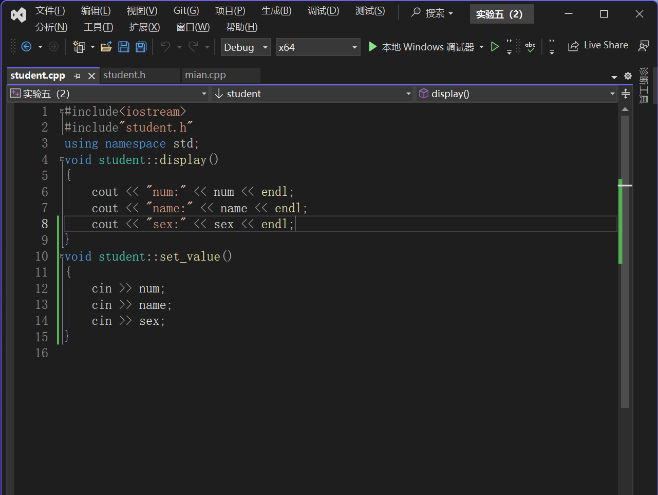 文件(F) 编辑(E) 视图(V) Git(G) 项目(P) 生成(B) 调试(D) 测试(S) 搜索 实验五（2）
分析(N) 工具(T) 扩展(X) 窗口(W) 帮助(H)
Debug x64 本地 Windows 调试器 abc Live Share
student.cpp student.h mian.cpp
实验五（2） student display()
诊断工具
1 #include<iostream>
2 #include"student.h"
3 using namespace std;
4 void student::display()
5 {
6 cout << "num:" << num << endl;
7 cout << "name:" << name << endl;
8 cout << "sex:" << sex << endl;
9 }
10 void student::set_value()
11 {
12 cin >> num;
13 cin >> name;
14 cin >> sex;
15 }
16